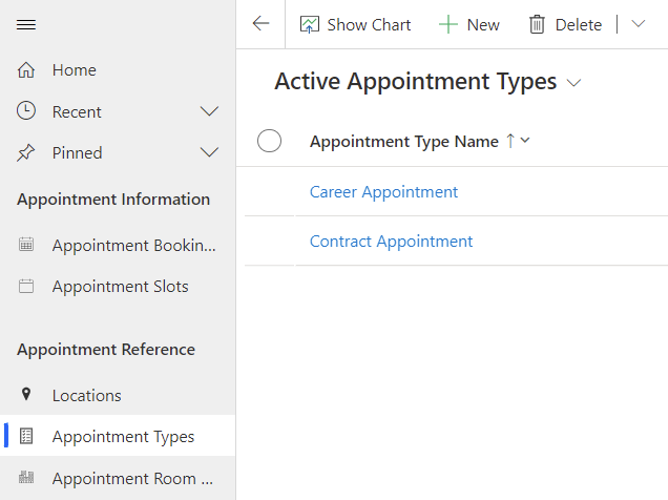 Show Chart
New
Delete
Home
Recent
Pinned
Appointment Information
Appointment Bookin...
Appointment Slots
Appointment Reference
Locations
Appointment Types
Appointment Room ...
Active Appointment Types
Appointment Type Name
Career Appointment
Contract Appointment